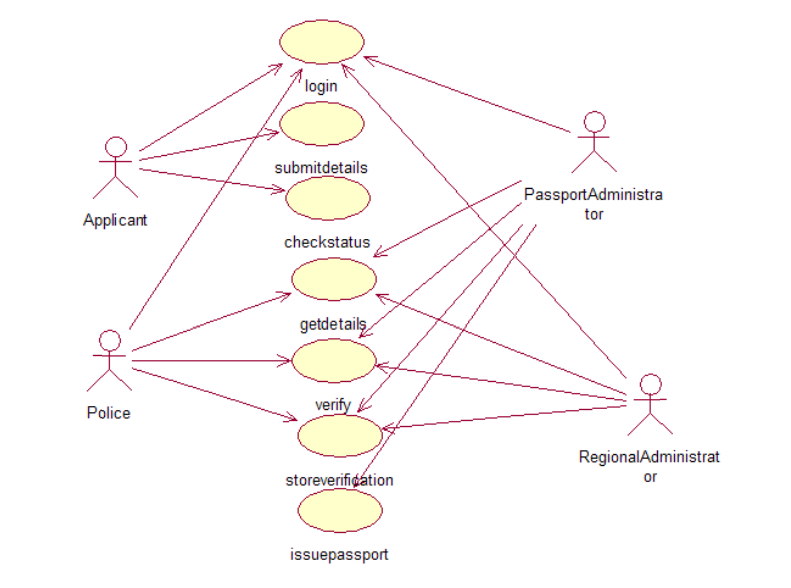 login
submitdetails
Applicant
PassportAdministra
tor
checkstatus
getdetails
verify
Police
RegionalAdministrat
or
storeverification
issuepassport